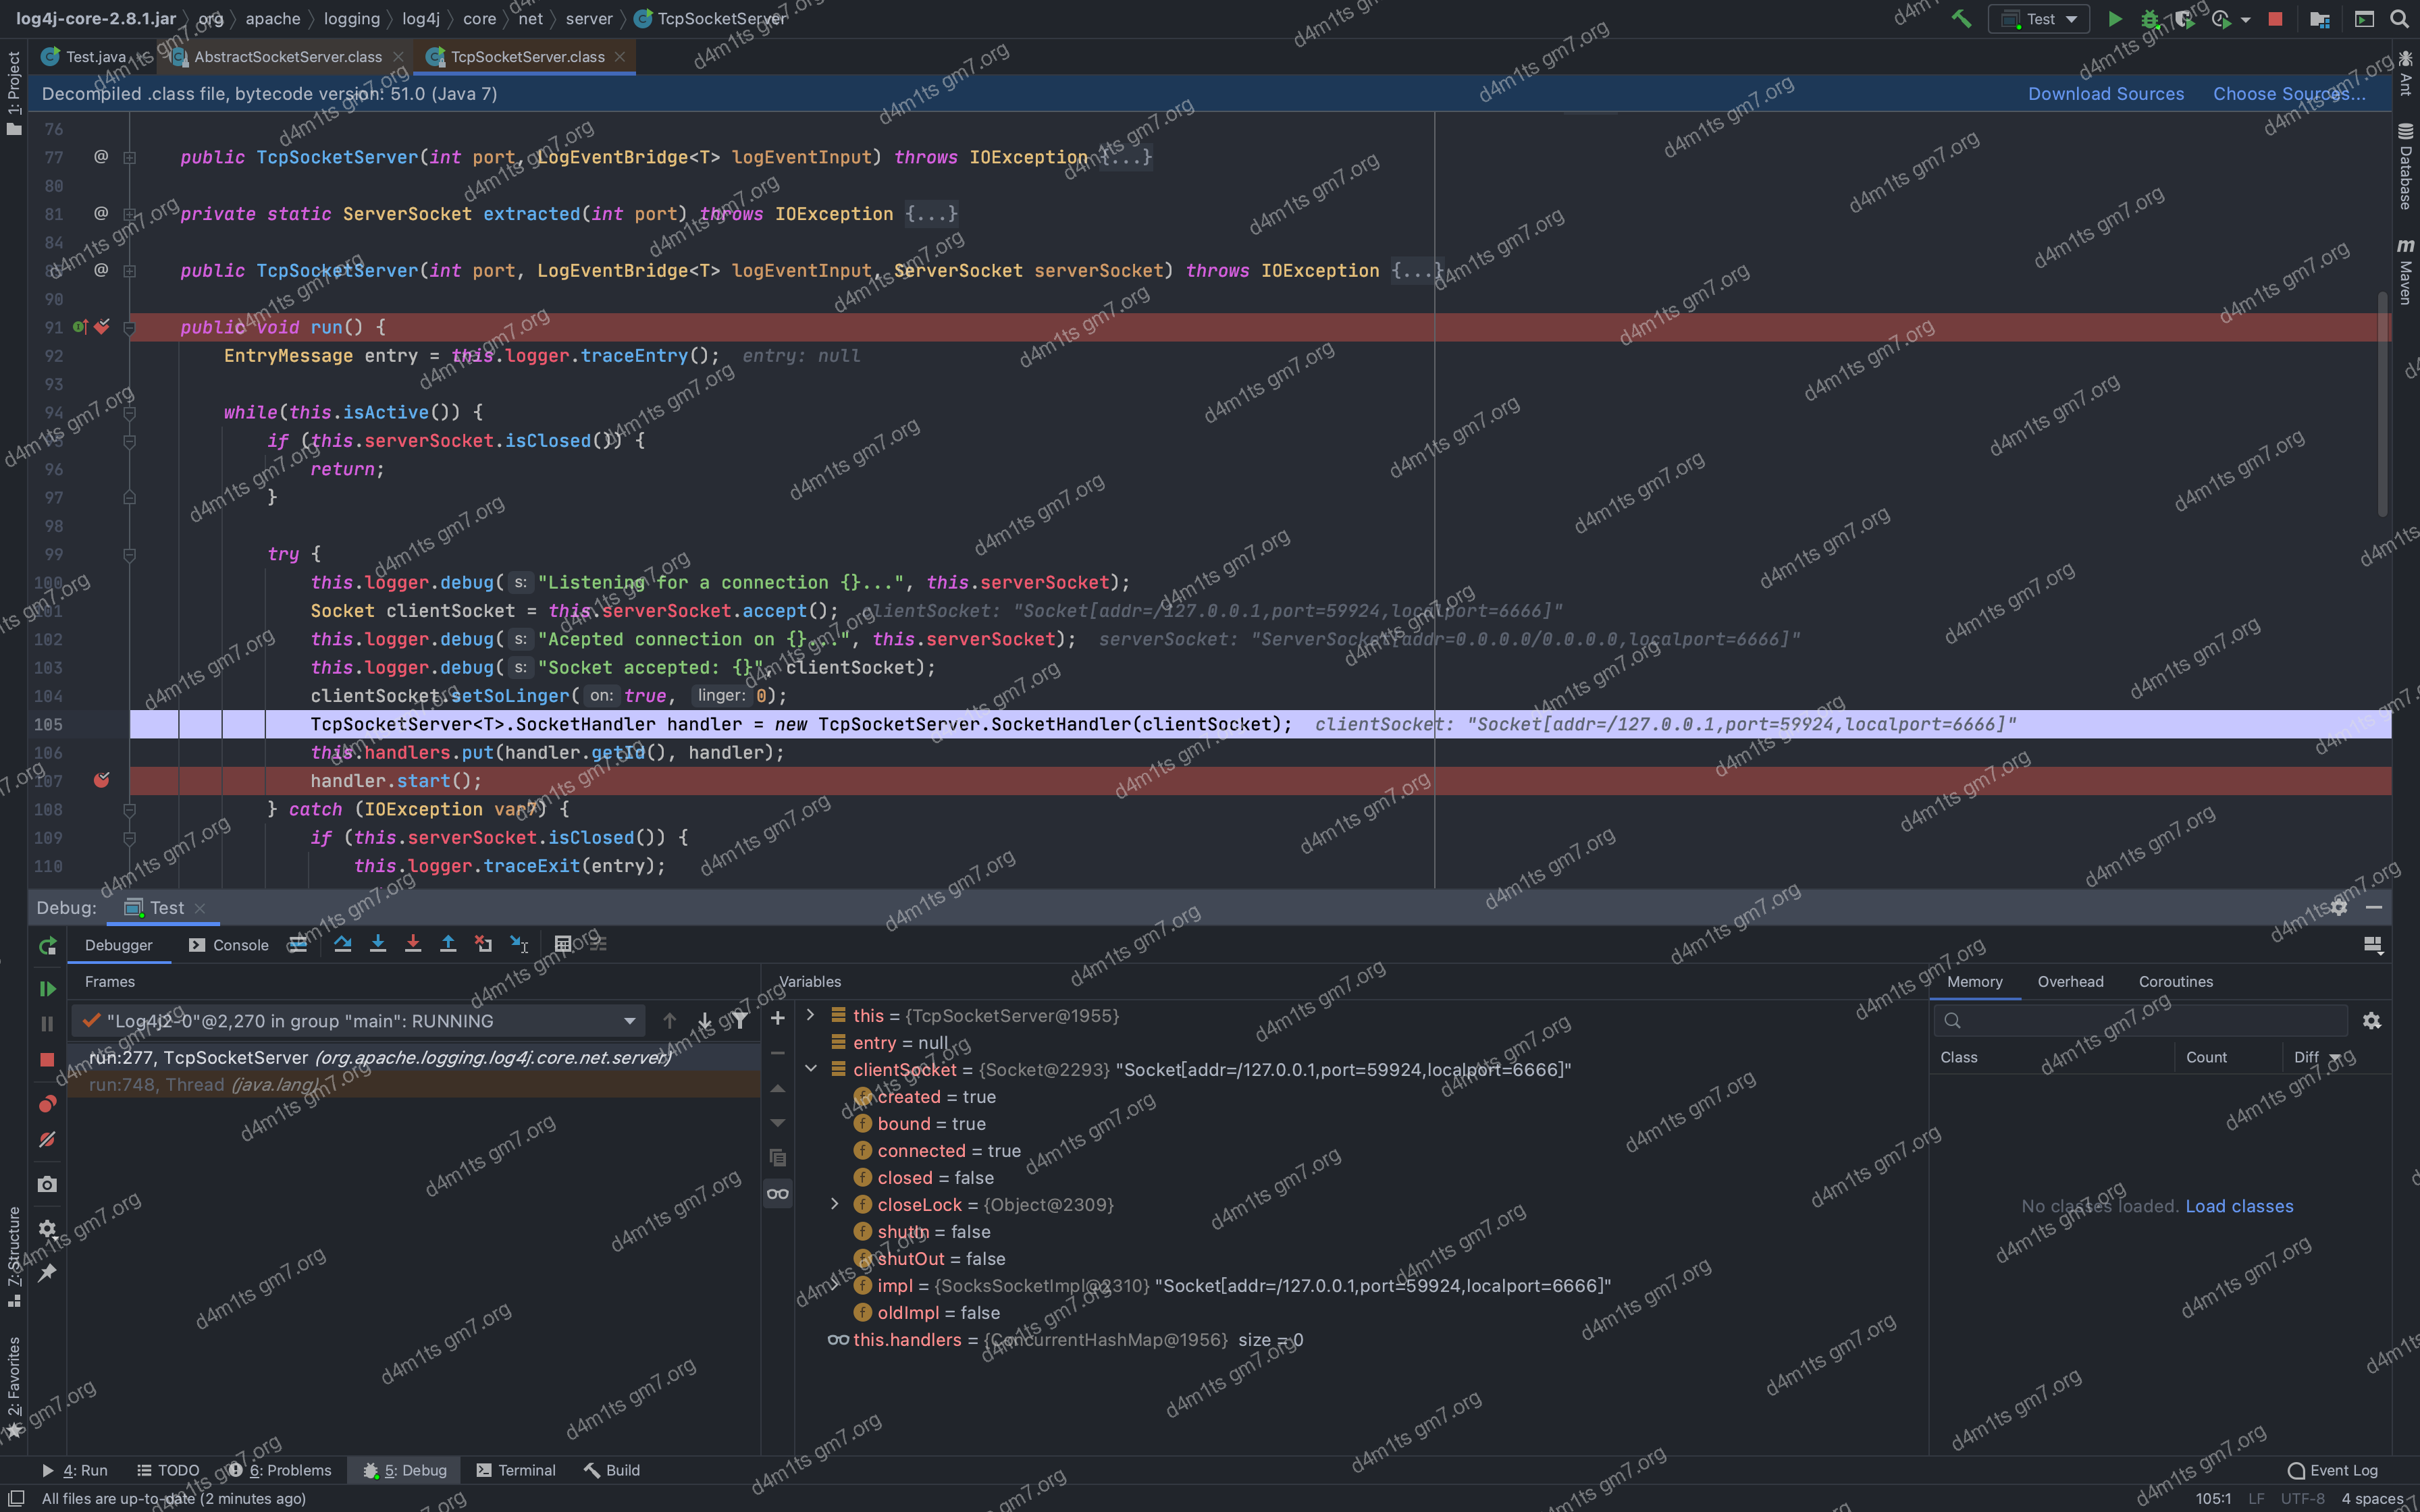 log4j-core-2.8.1.jar org apache logging log4j core net server TcpSocketServer Test
Test.java AbstractSocketServer.class TcpSocketServer.class
Decompiled .class file, bytecode version: 51.0 (Java 7) Download Sources Choose Sources...
76
77 @ public TcpSocketServer(int port, LogEventBridge<T> logEventInput) throws IOException {...}
80
81 @ private static ServerSocket extracted(int port) throws IOException {...}
84
@ public TcpSocketServer(int port, LogEventBridge<T> logEventInput, ServerSocket serverSocket) throws IOException {...}
90
91 public void run() {
92 EntryMessage entry = this.logger.traceEntry(); entry: null
93
94 while(this.isActive()) {
95 if (this.serverSocket.isClosed()) {
96 return;
97 }
98
99 try {
100 this.logger.debug( s: "Listening for a connection {}...", this.serverSocket);
101 Socket clientSocket = this.serverSocket.accept(); clientSocket: "Socket[addr=/127.0.0.1,port=59924,localport=6666]"
102 this.logger.debug( s: "Acepted connection on {}...", this.serverSocket); serverSocket: "ServerSocket[addr=0.0.0.0/0.0.0.0,localport=6666]"
103 this.logger.debug( s: "Socket accepted: {}", clientSocket);
104 clientSocket.setSoLinger( on: true, linger: 0);
105 TcpSocketServer<T>.SocketHandler handler = new TcpSocketServer.SocketHandler(clientSocket); clientSocket: "Socket[addr=/127.0.0.1,port=59924,localport=6666]"
106 this.handlers.put(handler.getId(), handler);
107 handler.start();
108 } catch (IOException var7) {
109 if (this.serverSocket.isClosed()) {
110 this.logger.traceExit(entry);
1: Project
7: Structure
2: Favorites
Ant
Database
Maven
Debug: Test
Debugger Console
Frames
"Log4j2-0"@2,270 in group "main": RUNNING
run:277, TcpSocketServer (org.apache.logging.log4j.core.net.server)
run:748, Thread (java.lang)
Variables
this = {TcpSocketServer@1955}
entry = null
clientSocket = {Socket@2293} "Socket[addr=/127.0.0.1,port=59924,localport=6666]"
created = true
bound = true
connected = true
closed = false
closeLock = {Object@2309}
shutIn = false
shutOut = false
impl = {SocksSocketImpl@2310} "Socket[addr=/127.0.0.1,port=59924,localport=6666]"
oldImpl = false
this.handlers = {ConcurrentHashMap@1956} size = 0
Memory Overhead Coroutines
Class Count Diff
No classes loaded. Load classes
4: Run TODO 6: Problems 5: Debug Terminal Build Event Log
All files are up-to-date (2 minutes ago) 105:1 LF UTF-8 4 spaces
d4m1ts gm7.org